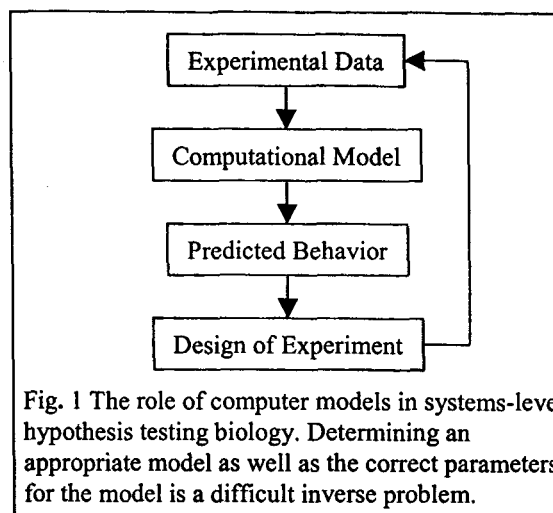 Experimental Data
Computational Model
Predicted Behavior
Design of Experiment
Fig. 1 The role of computer models in systems-leve
hypothesis testing biology. Determining an
appropriate model as well as the correct parameters
for the model is a difficult inverse problem.